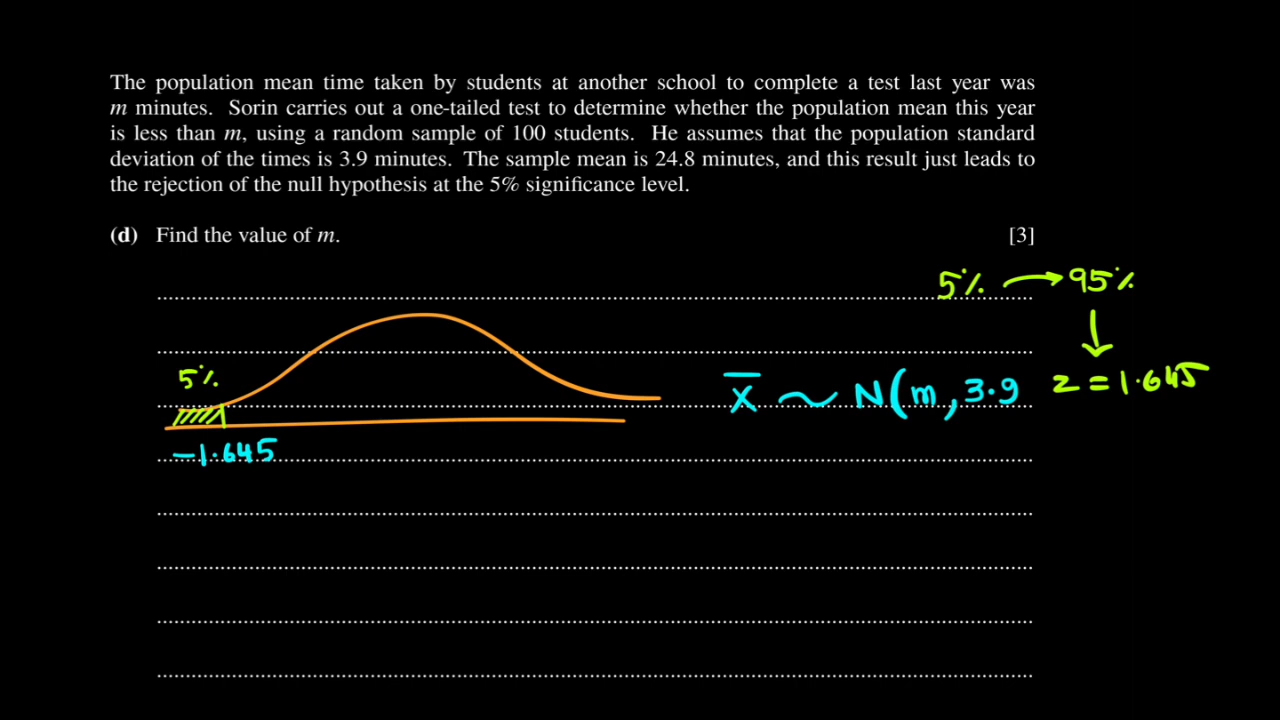 The population mean time taken by students at another school to complete a test last year was
m minutes. Sorin carries out a one-tailed test to determine whether the population mean this year
is less than m, using a random sample of 100 students. He assumes that the population standard
deviation of the times is 3.9 minutes. The sample mean is 24.8 minutes, and this result just leads to
the rejection of the null hypothesis at the 5% significance level.
(d) Find the value of m. [3]
5% → 95%
↓
5%
X̄ ~ N(m, 3.9
z = 1.645
-1.645